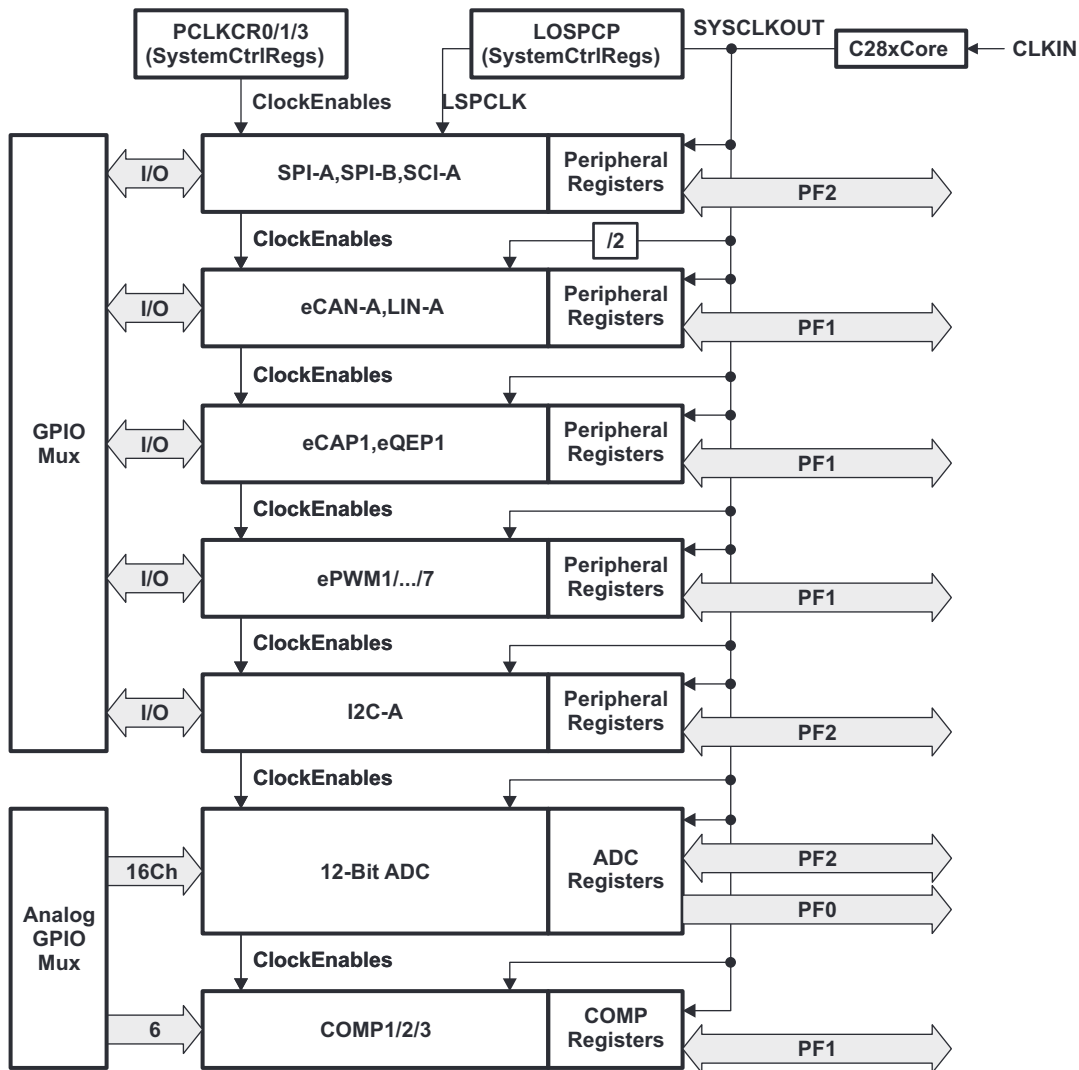 PCLKCR0/1/3
(SystemCtrlRegs)
LOSPCP
(SystemCtrlRegs)
SYSCLKOUT
C28xCore
CLKIN
ClockEnables
LSPCLK
I/O
SPI-A,SPI-B,SCI-A
Peripheral
Registers
PF2
ClockEnables
/2
I/O
eCAN-A,LIN-A
Peripheral
Registers
PF1
ClockEnables
GPIO
Mux
I/O
eCAP1,eQEP1
Peripheral
Registers
PF1
ClockEnables
I/O
ePWM1/.../7
Peripheral
Registers
PF1
ClockEnables
I/O
I2C-A
Peripheral
Registers
PF2
ClockEnables
16Ch
12-Bit ADC
ADC
Registers
PF2
PF0
Analog
GPIO
Mux
ClockEnables
6
COMP1/2/3
COMP
Registers
PF1